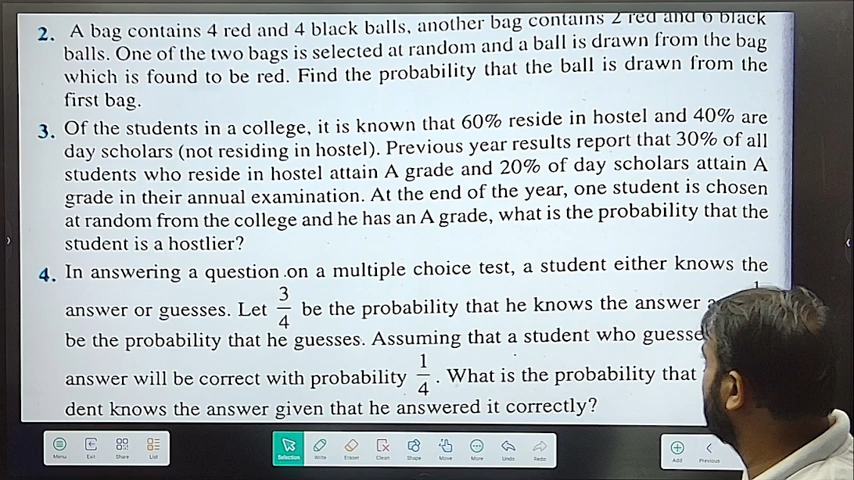 2. A bag contains 4 red and 4 black balls, another bag contains 2 red and 6 black
balls. One of the two bags is selected at random and a ball is drawn from the bag
which is found to be red. Find the probability that the ball is drawn from the
first bag.
3. Of the students in a college, it is known that 60% reside in hostel and 40% are
day scholars (not residing in hostel). Previous year results report that 30% of all
students who reside in hostel attain A grade and 20% of day scholars attain A
grade in their annual examination. At the end of the year, one student is chosen
at random from the college and he has an A grade, what is the probability that the
student is a hostlier?
4. In answering a question on a multiple choice test, a student either knows the
answer or guesses. Let 3/4 be the probability that he knows the answer
be the probability that he guesses. Assuming that a student who
answer will be correct with probability 1/4. What is the probability that
dent knows the answer given that he answered it correctly?
Menu Exit Share List Selection Write Eraser Clean Shape Move More Undo Redo Add Previous